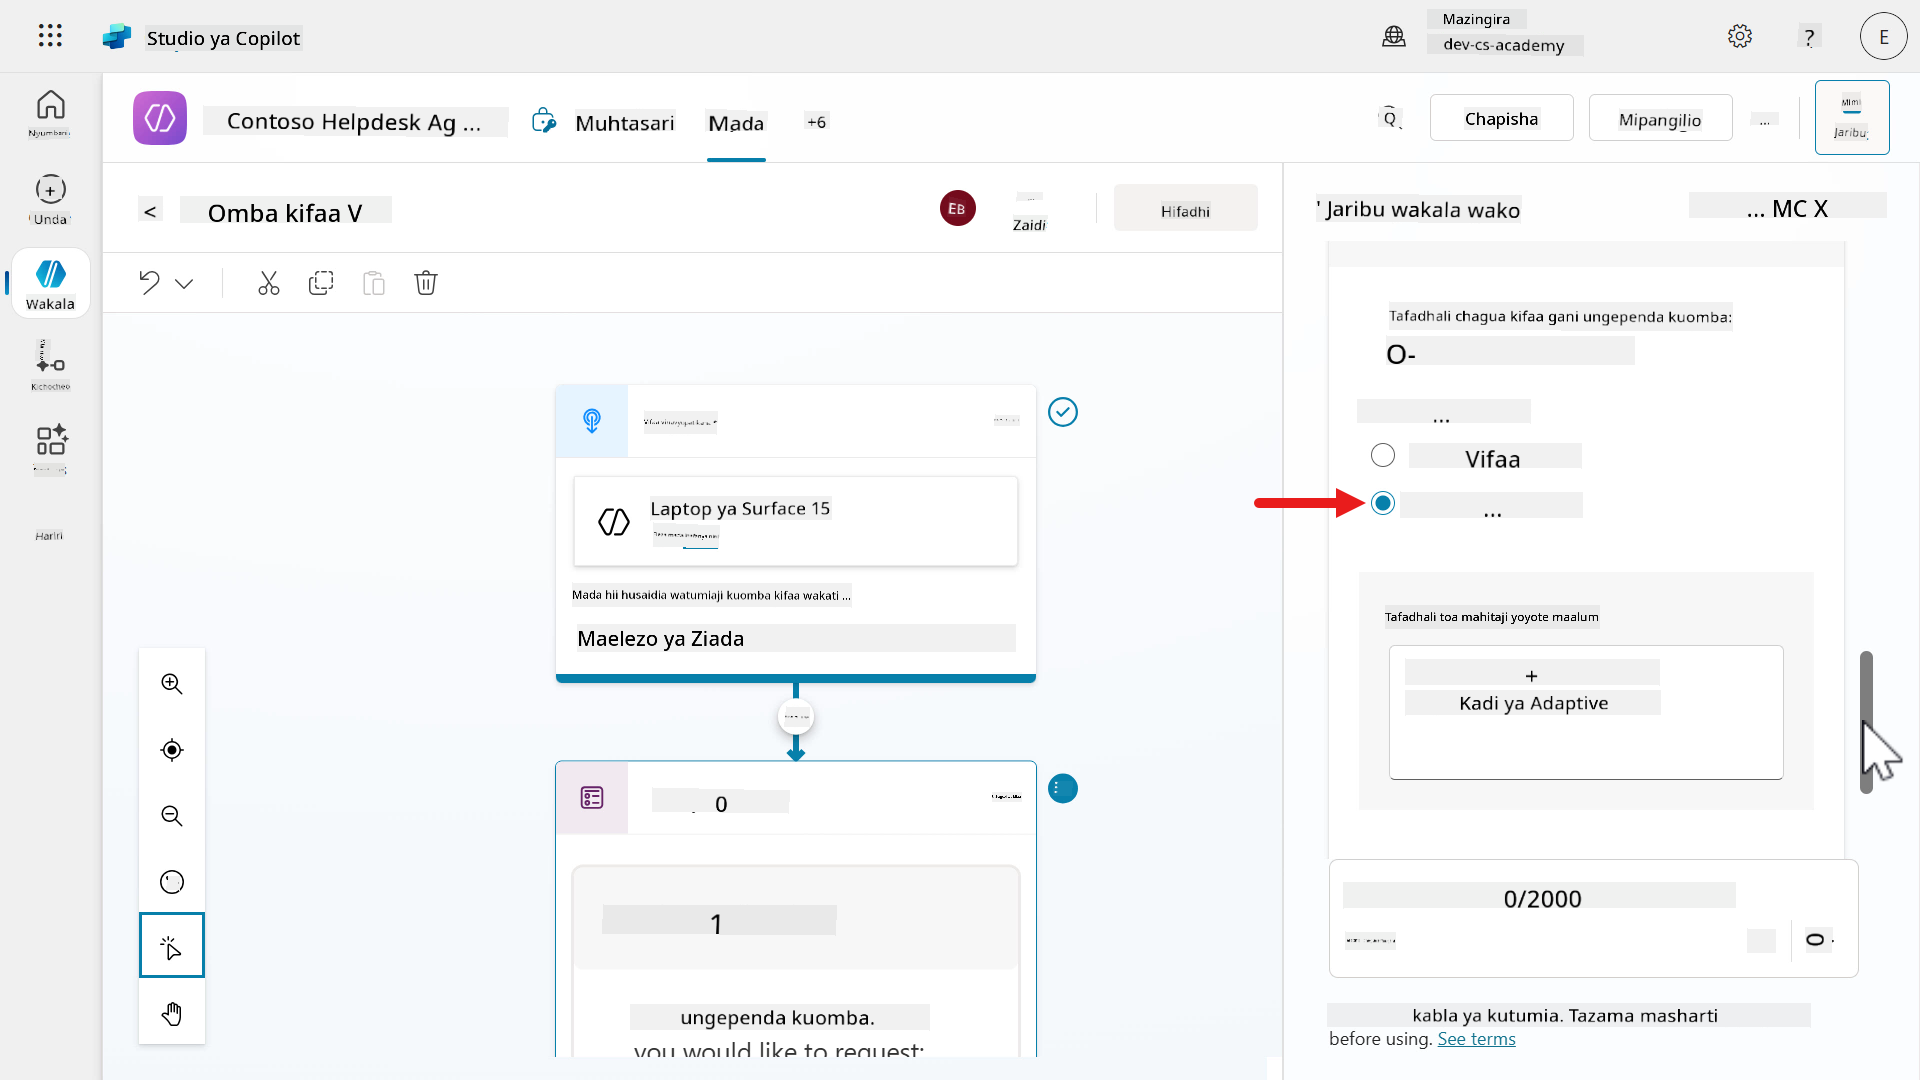 Studio ya Copilot
Mazingira
dev-cs-academy
?
E
Nyumbani
Unda
Wakala
Kichocheo
Hariri
Contoso Helpdesk Ag ...
Muhtasari
Mada
+6
Q
Chapisha
Mipangilio
...
Mimi
Jaribu
<
Omba kifaa V
EB
...
Zaidi
Hifadhi
Laptop ya Surface 15
Mada hii husaidia watumiaji kuomba kifaa wakati ...
Maelezo ya Ziada
0
1
ungependa kuomba.
you would like to request:
' Jaribu wakala wako
... MC X
Tafadhali chagua kifaa gani ungependa kuomba:
O-
...
Vifaa
...
Tafadhali toa mahitaji yoyote maalum
+
Kadi ya Adaptive
0/2000
0 .
kabla ya kutumia. Tazama masharti
before using. See terms